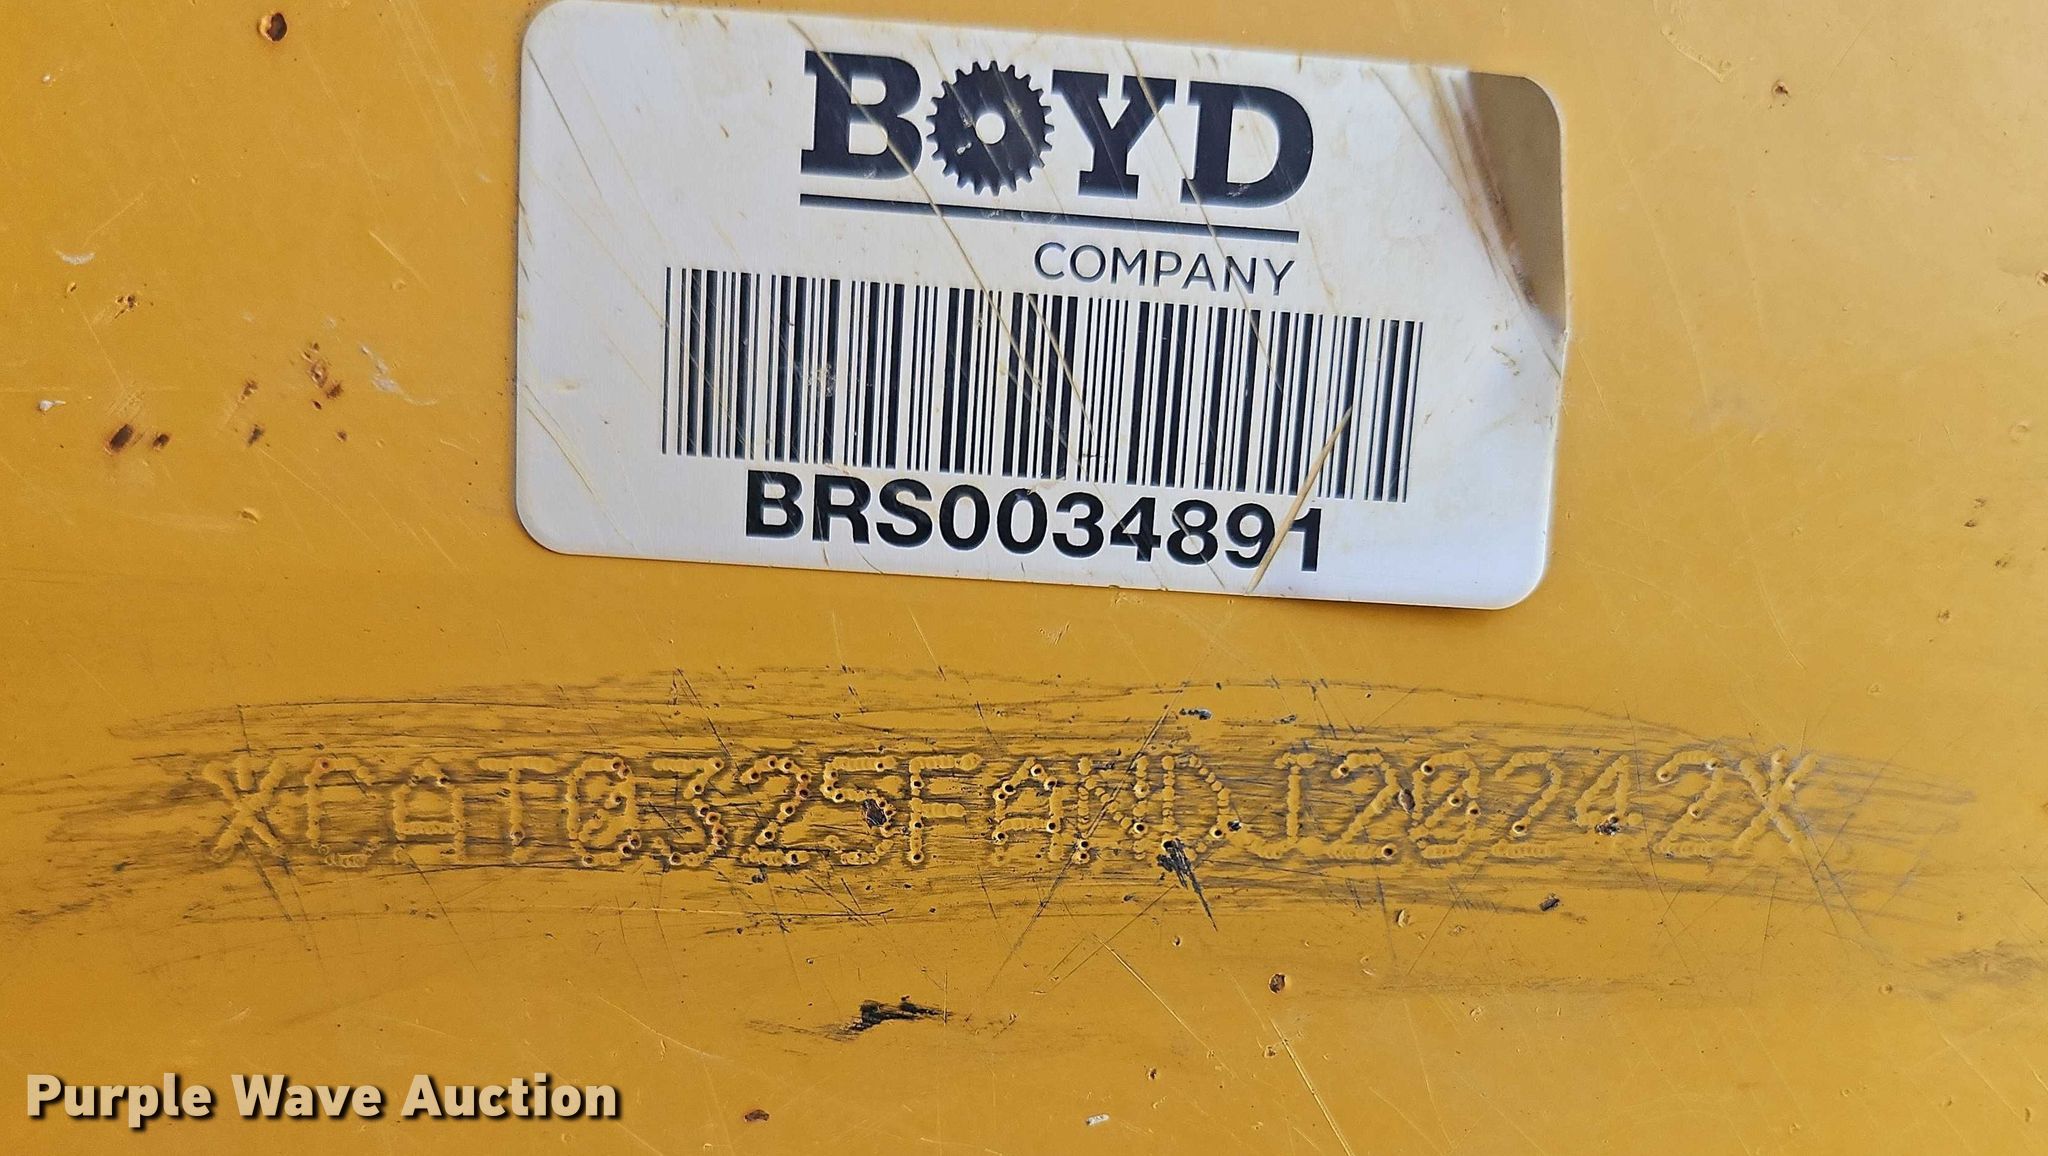 BOYD
COMPANY
BRS0034891
XCAT0325FANDJ20242X
Purple Wave Auction